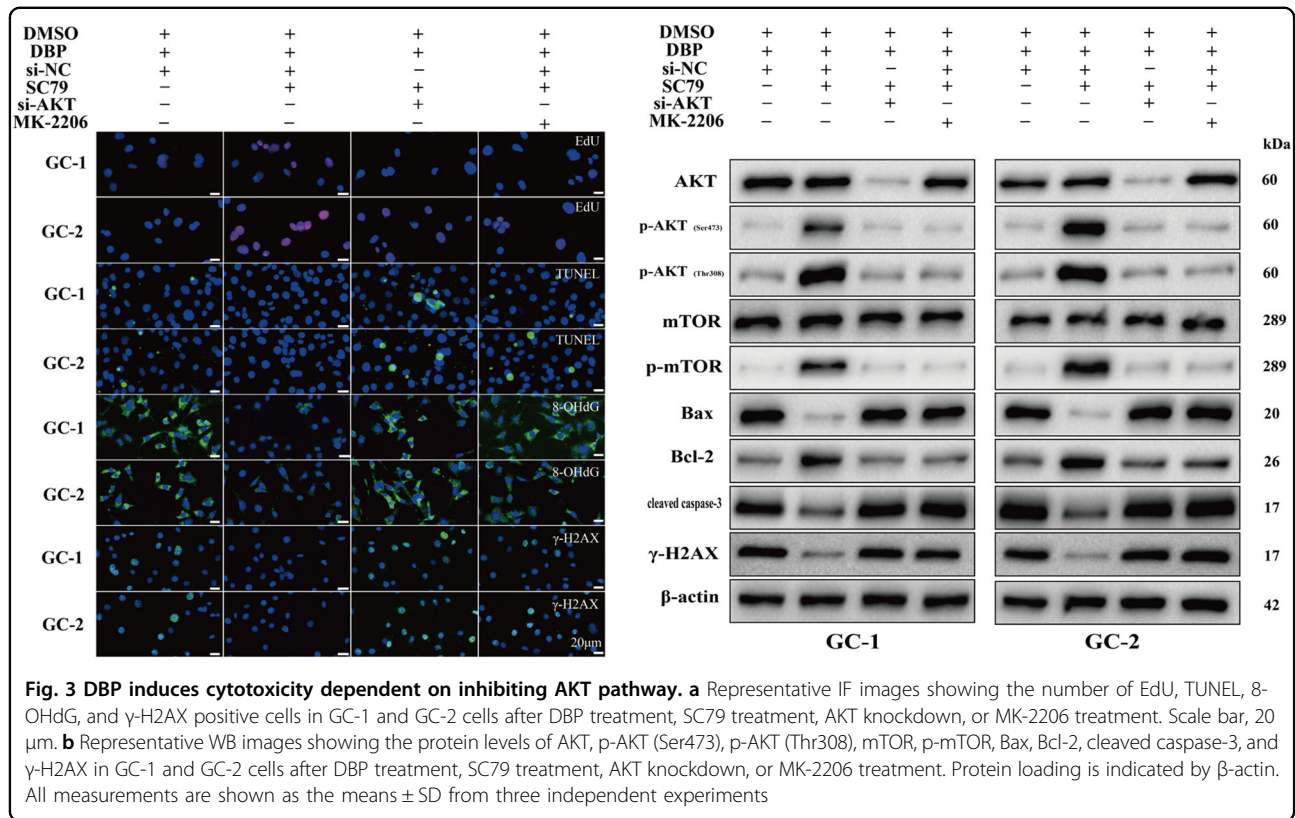 DMSO + + + +
DBP + + + +
si-NC + + − +
SC79 − + + +
si-AKT − − + −
MK-2206 − − − +
GC-1 EdU
GC-2 EdU
GC-1 TUNEL
GC-2 TUNEL
GC-1 8-OHdG
GC-2 8-OHdG
GC-1 γ-H2AX
GC-2 γ-H2AX
20μm
DMSO + + + + + + + +
DBP + + + + + + + +
si-NC + + − + + + − +
SC79 − + + + − + + +
si-AKT − − + − − − + −
MK-2206 − − − + − − − +
kDa
AKT 60
p-AKT (Ser473) 60
p-AKT (Thr308) 60
mTOR 289
p-mTOR 289
Bax 20
Bcl-2 26
cleaved caspase-3 17
γ-H2AX 17
β-actin 42
GC-1 GC-2
Fig. 3 DBP induces cytotoxicity dependent on inhibiting AKT pathway. a Representative IF images showing the number of EdU, TUNEL, 8-
OHdG, and γ-H2AX positive cells in GC-1 and GC-2 cells after DBP treatment, SC79 treatment, AKT knockdown, or MK-2206 treatment. Scale bar, 20
μm. b Representative WB images showing the protein levels of AKT, p-AKT (Ser473), p-AKT (Thr308), mTOR, p-mTOR, Bax, Bcl-2, cleaved caspase-3, and
γ-H2AX in GC-1 and GC-2 cells after DBP treatment, SC79 treatment, AKT knockdown, or MK-2206 treatment. Protein loading is indicated by β-actin.
All measurements are shown as the means ± SD from three independent experiments